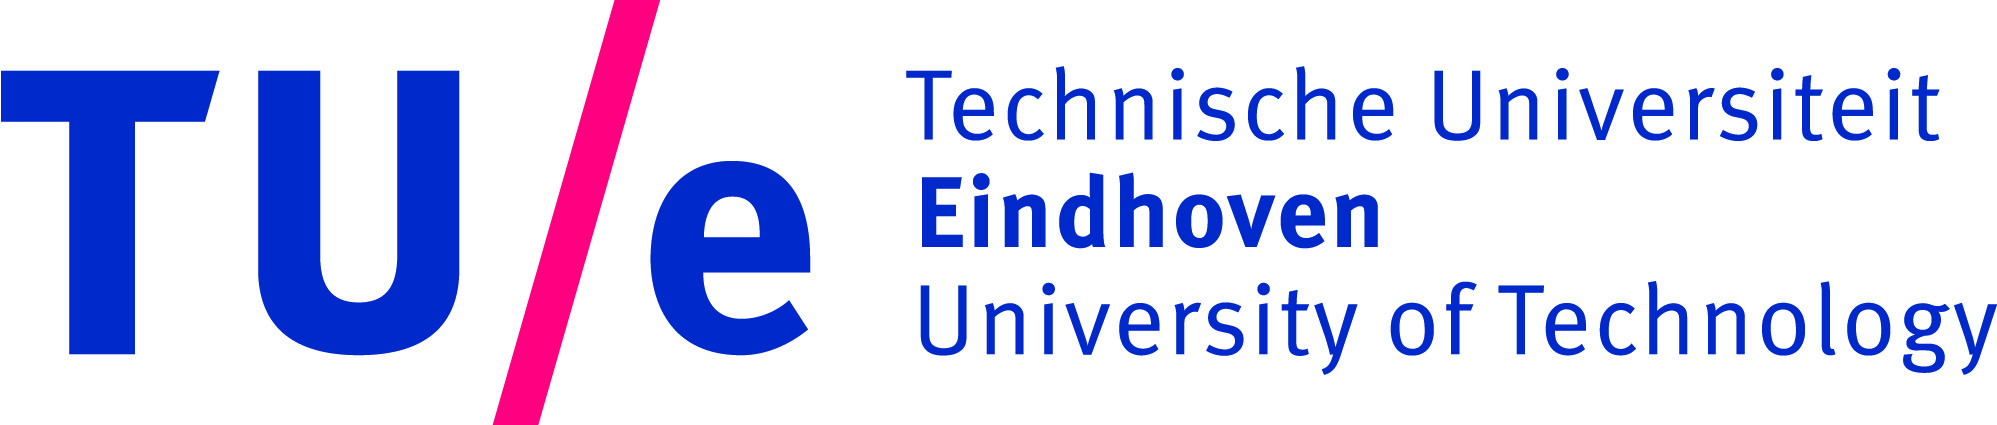 TU/e
Technische Universiteit
Eindhoven
University of Technology